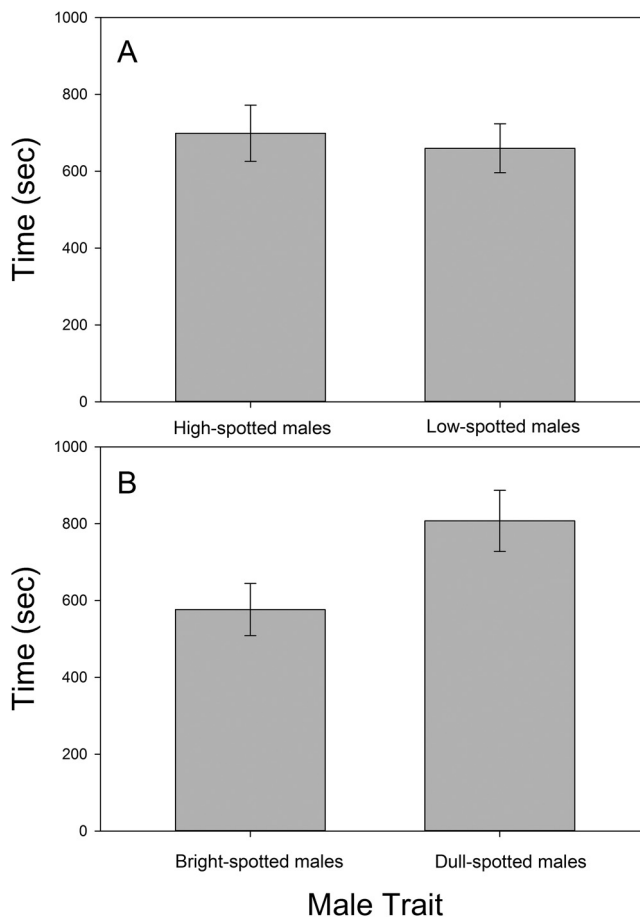 1000
A
800
600
400
200
0
Time (sec)
High-spotted males Low-spotted males
1000
B
800
600
400
200
0
Time (sec)
Bright-spotted males Dull-spotted males
Male Trait